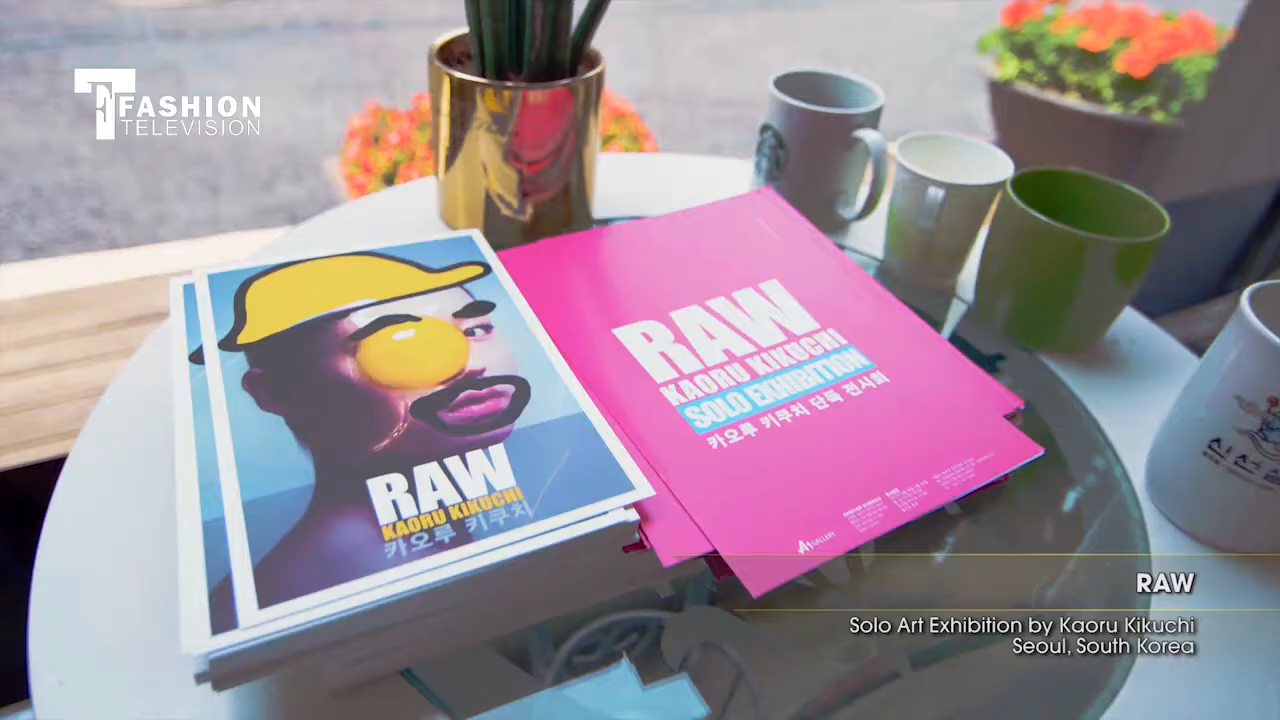 FASHION
TELEVISION
RAW
KAORU KIKUCHI
카오루 키쿠치
RAW
KAORU KIKUCHI
SOLO EXHIBITION
카오루 키쿠치 단독 전시회
GALLERY
RAW
Solo Art Exhibition by Kaoru Kikuchi
Seoul, South Korea